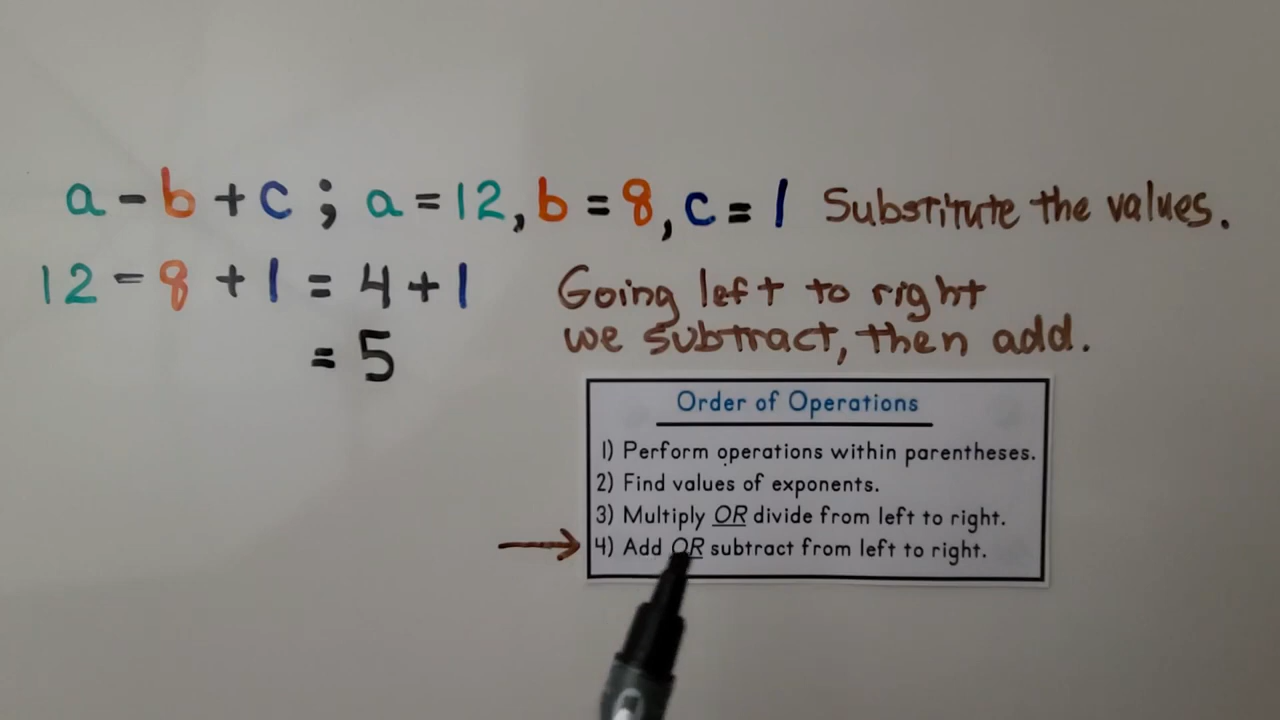 a - b + c ; a = 12, b = 8, c = 1 Substitute the values.
12 - 8 + 1 = 4 + 1
= 5
Going left to right
we subtract, then add.
Order of Operations
1) Perform operations within parentheses.
2) Find values of exponents.
3) Multiply OR divide from left to right.
4) Add OR subtract from left to right.